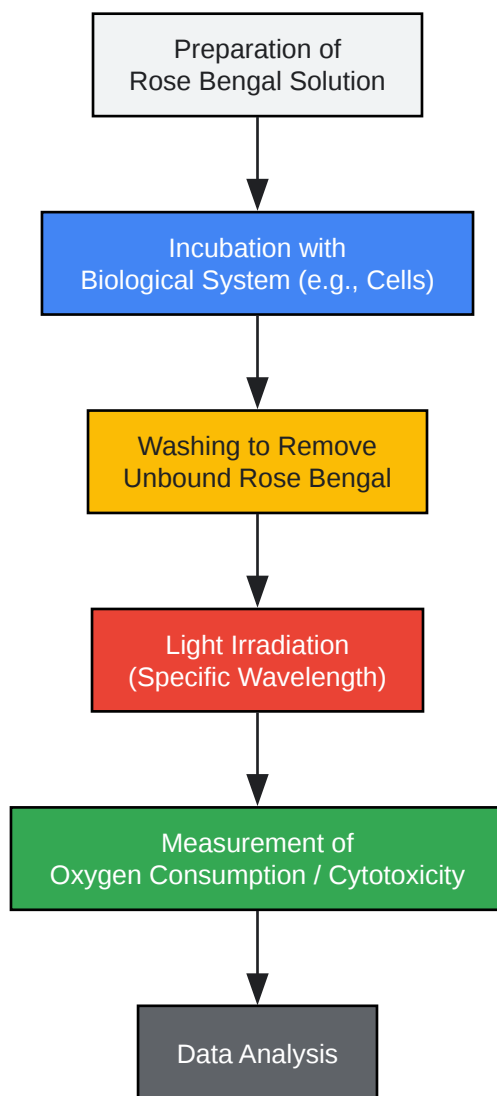 Preparation of
Rose Bengal Solution
Incubation with
Biological System (e.g., Cells)
Washing to Remove
Unbound Rose Bengal
Light Irradiation
(Specific Wavelength)
Measurement of
Oxygen Consumption / Cytotoxicity
Data Analysis